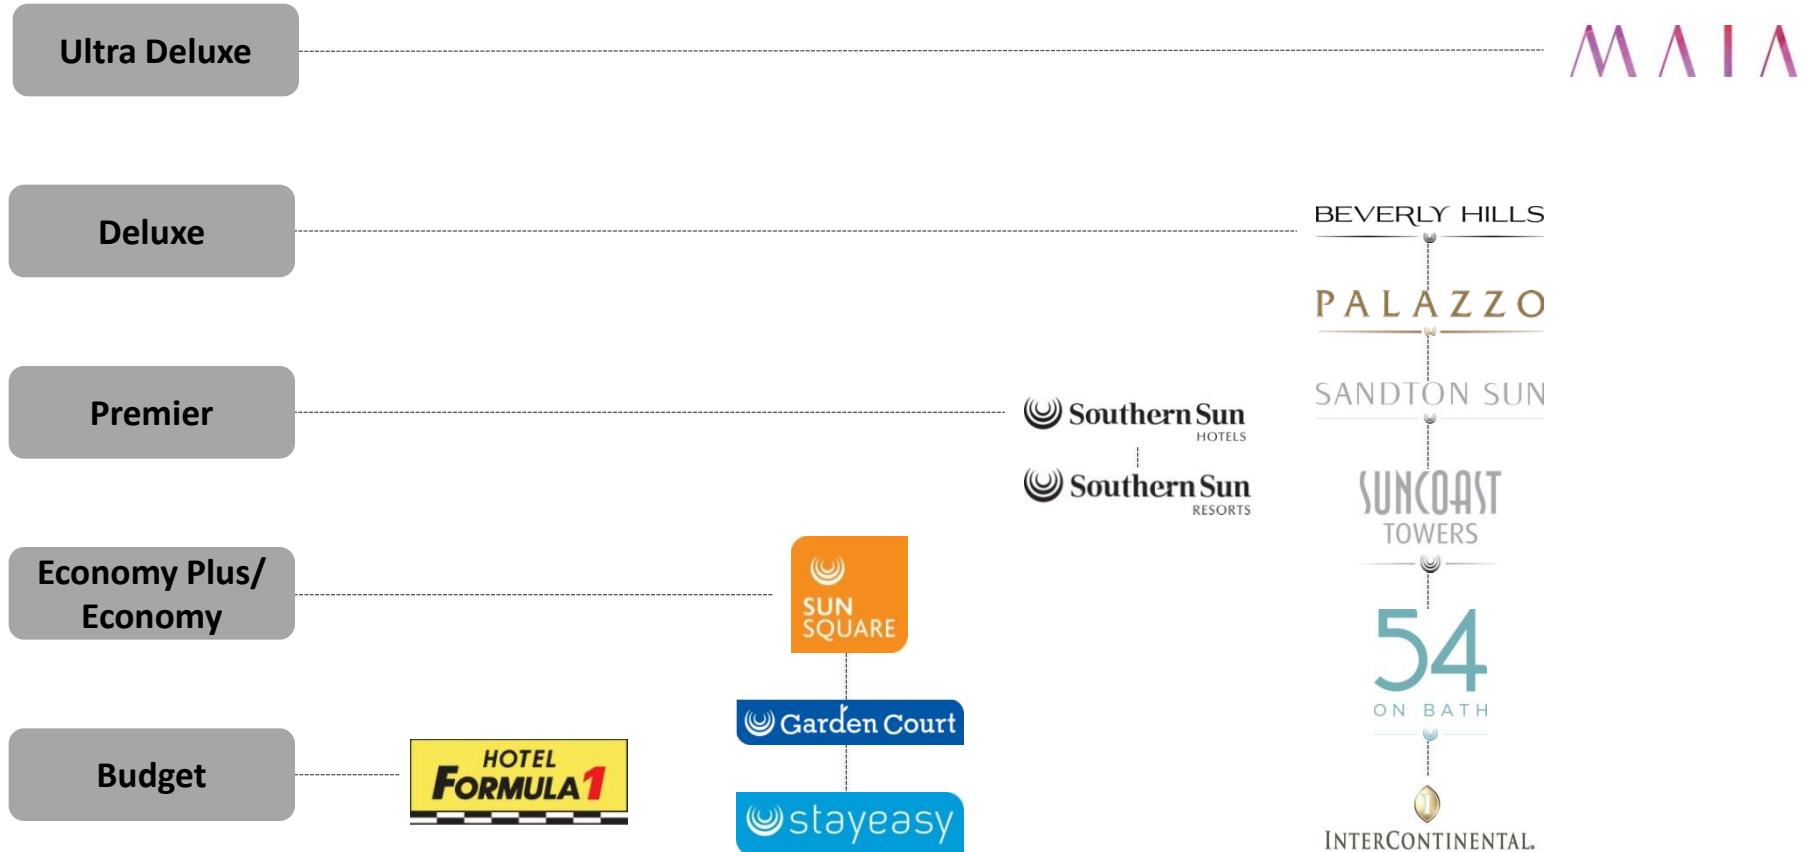 Ultra Deluxe
MAIA
Deluxe
BEVERLY HILLS
PALAZZO
SANDTON SUN
SUNCOAST
TOWERS
54
ON BATH
INTERCONTINENTAL.
Premier
Southern Sun
HOTELS
Southern Sun
RESORTS
Economy Plus/
Economy
SUN
SQUARE
Garden Court
stayeasy
Budget
HOTEL
FORMULA1